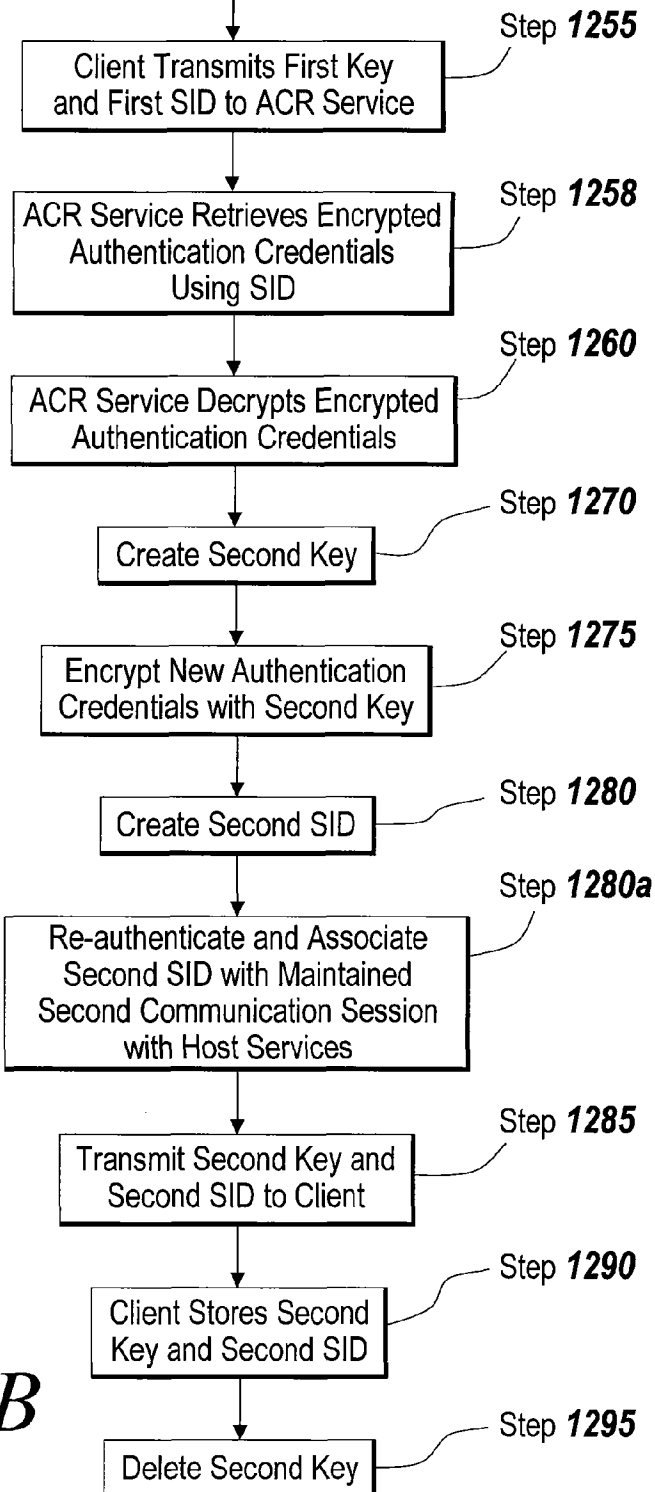 Step 1255
Client Transmits First Key
and First SID to ACR Service
Step 1258
ACR Service Retrieves Encrypted
Authentication Credentials
Using SID
Step 1260
ACR Service Decrypts Encrypted
Authentication Credentials
Step 1270
Create Second Key
Step 1275
Encrypt New Authentication
Credentials with Second Key
Step 1280
Create Second SID
Step 1280a
Re-authenticate and Associate
Second SID with Maintained
Second Communication Session
with Host Services
Step 1285
Transmit Second Key and
Second SID to Client
Step 1290
Client Stores Second
Key and Second SID
B
Step 1295
Delete Second Key